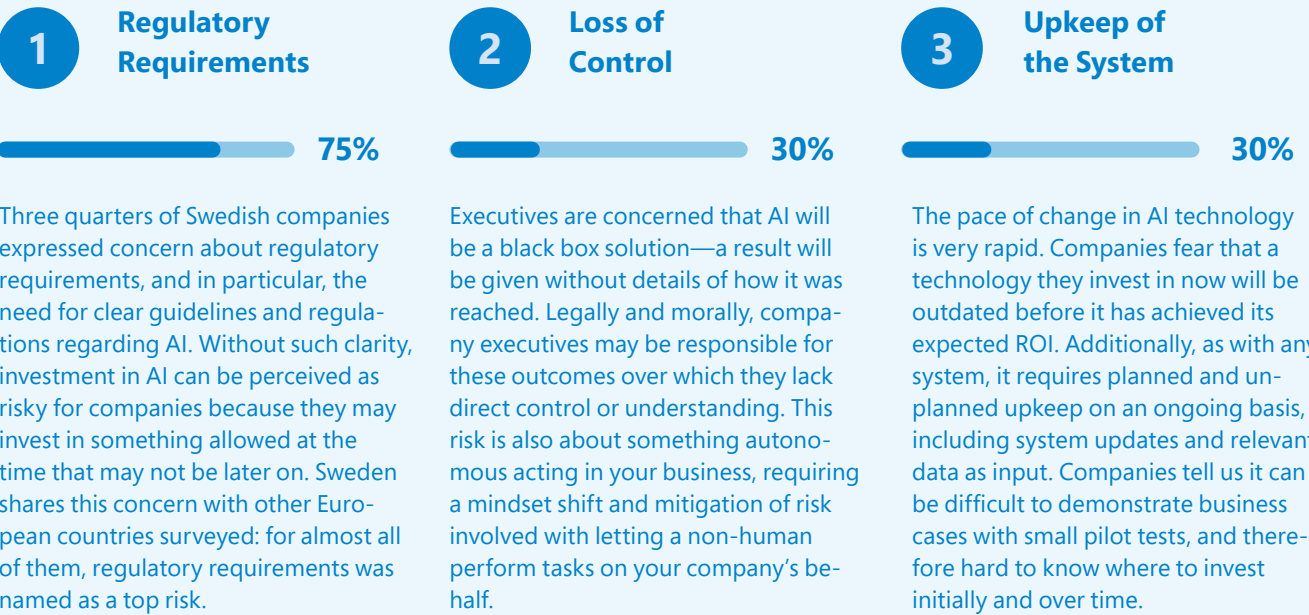 1
Regulatory
Requirements
75%
Three quarters of Swedish companies
expressed concern about regulatory
requirements, and in particular, the
need for clear guidelines and regula-
tions regarding AI. Without such clarity,
investment in AI can be perceived as
risky for companies because they may
invest in something allowed at the
time that may not be later on. Sweden
shares this concern with other Euro-
pean countries surveyed: for almost all
of them, regulatory requirements was
named as a top risk.
2
Loss of
Control
30%
Executives are concerned that AI will
be a black box solution—a result will
be given without details of how it was
reached. Legally and morally, compa-
ny executives may be responsible for
these outcomes over which they lack
direct control or understanding. This
risk is also about something autono-
mous acting in your business, requiring
a mindset shift and mitigation of risk
involved with letting a non-human
perform tasks on your company's be-
half.
3
Upkeep of
the System
30%
The pace of change in AI technology
is very rapid. Companies fear that a
technology they invest in now will be
outdated before it has achieved its
expected ROI. Additionally, as with any
system, it requires planned and un-
planned upkeep on an ongoing basis,
including system updates and relevant
data as input. Companies tell us it can
be difficult to demonstrate business
cases with small pilot tests, and there-
fore hard to know where to invest
initially and over time.